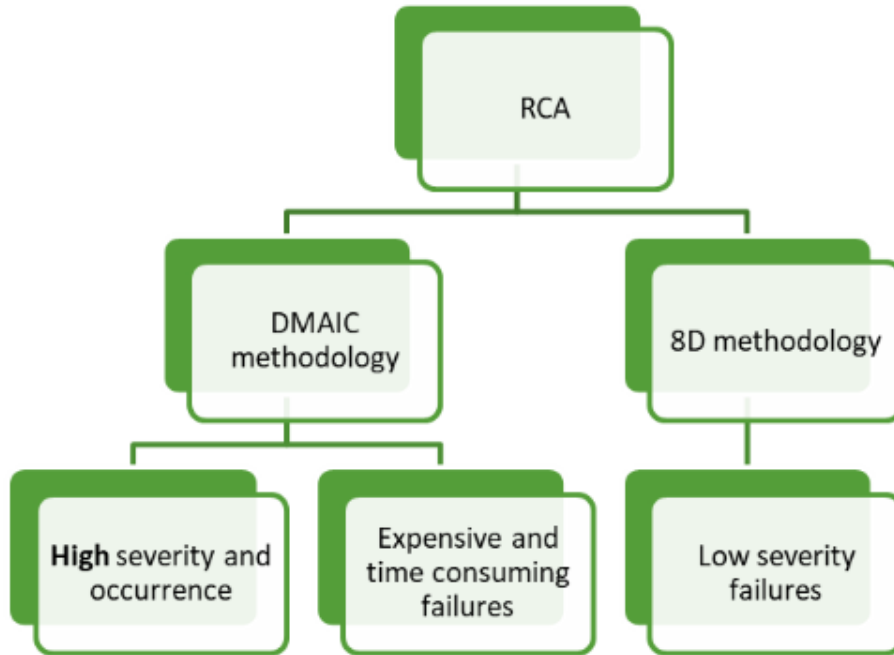 RCA
DMAIC
methodology
8D methodology
High severity and
occurrence
Expensive and
time consuming
failures
Low severity
failures